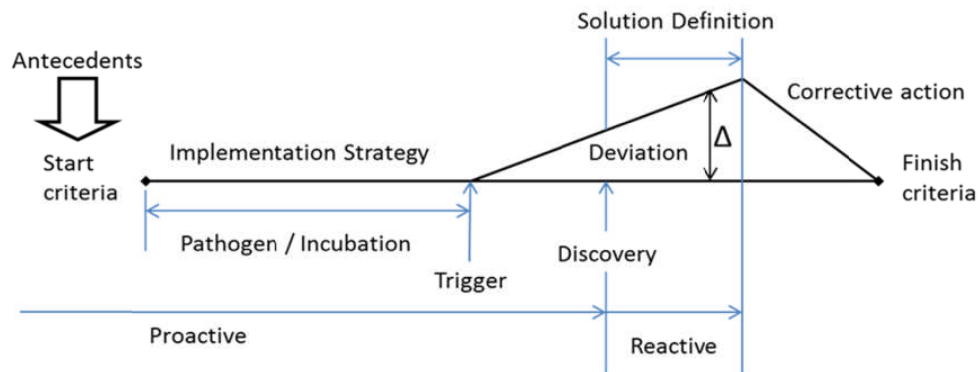 Solution Definition
Antecedents
Corrective action
Start
criteria
Implementation Strategy
Deviation
Δ
Finish
criteria
Pathogen / Incubation
Discovery
Trigger
Proactive
Reactive